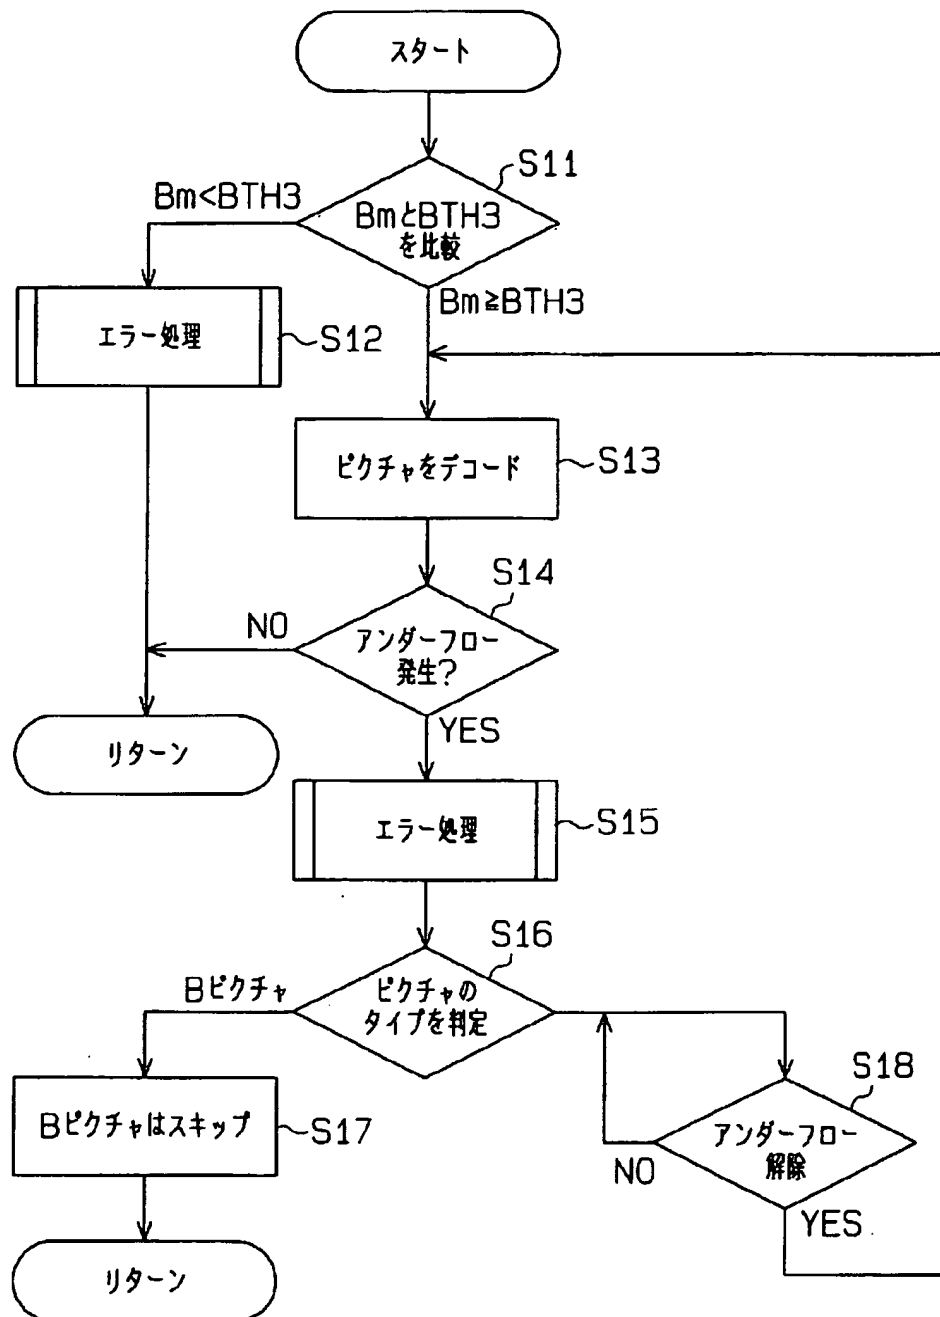 スタート
S11
Bm<BTH3
BmとBTH3
を比較
Bm≧BTH3
エラー処理
S12
ピクチャをデコード
S13
S14
NO
アンダーフロー
発生?
YES
リターン
エラー処理
S15
S16
Bピクチャ
ピクチャの
タイプを判定
S18
Bピクチャはスキップ
S17
アンダーフロー
解除
NO
YES
リターン